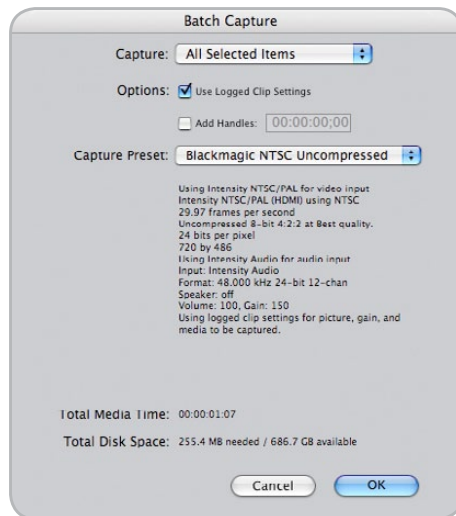 Batch Capture
Capture: All Selected Items
Options: Use Logged Clip Settings
Add Handles: 00:00:00;00
Capture Preset: Blackmagic NTSC Uncompressed
Using Intensity NTSC/PAL for video input
Intensity NTSC/PAL (HDMI) using NTSC
29.97 frames per second
Uncompressed 8-bit 4:2:2 at Best quality.
24 bits per pixel
720 by 486
Using Intensity Audio for audio input
Input: Intensity Audio
Format: 48.000 kHz 24-bit 12-chan
Speaker: off
Volume: 100, Gain: 150
Using logged clip settings for picture, gain, and
media to be captured.
Total Media Time: 00:00:01:07
Total Disk Space: 255.4 MB needed / 686.7 GB available
Cancel OK